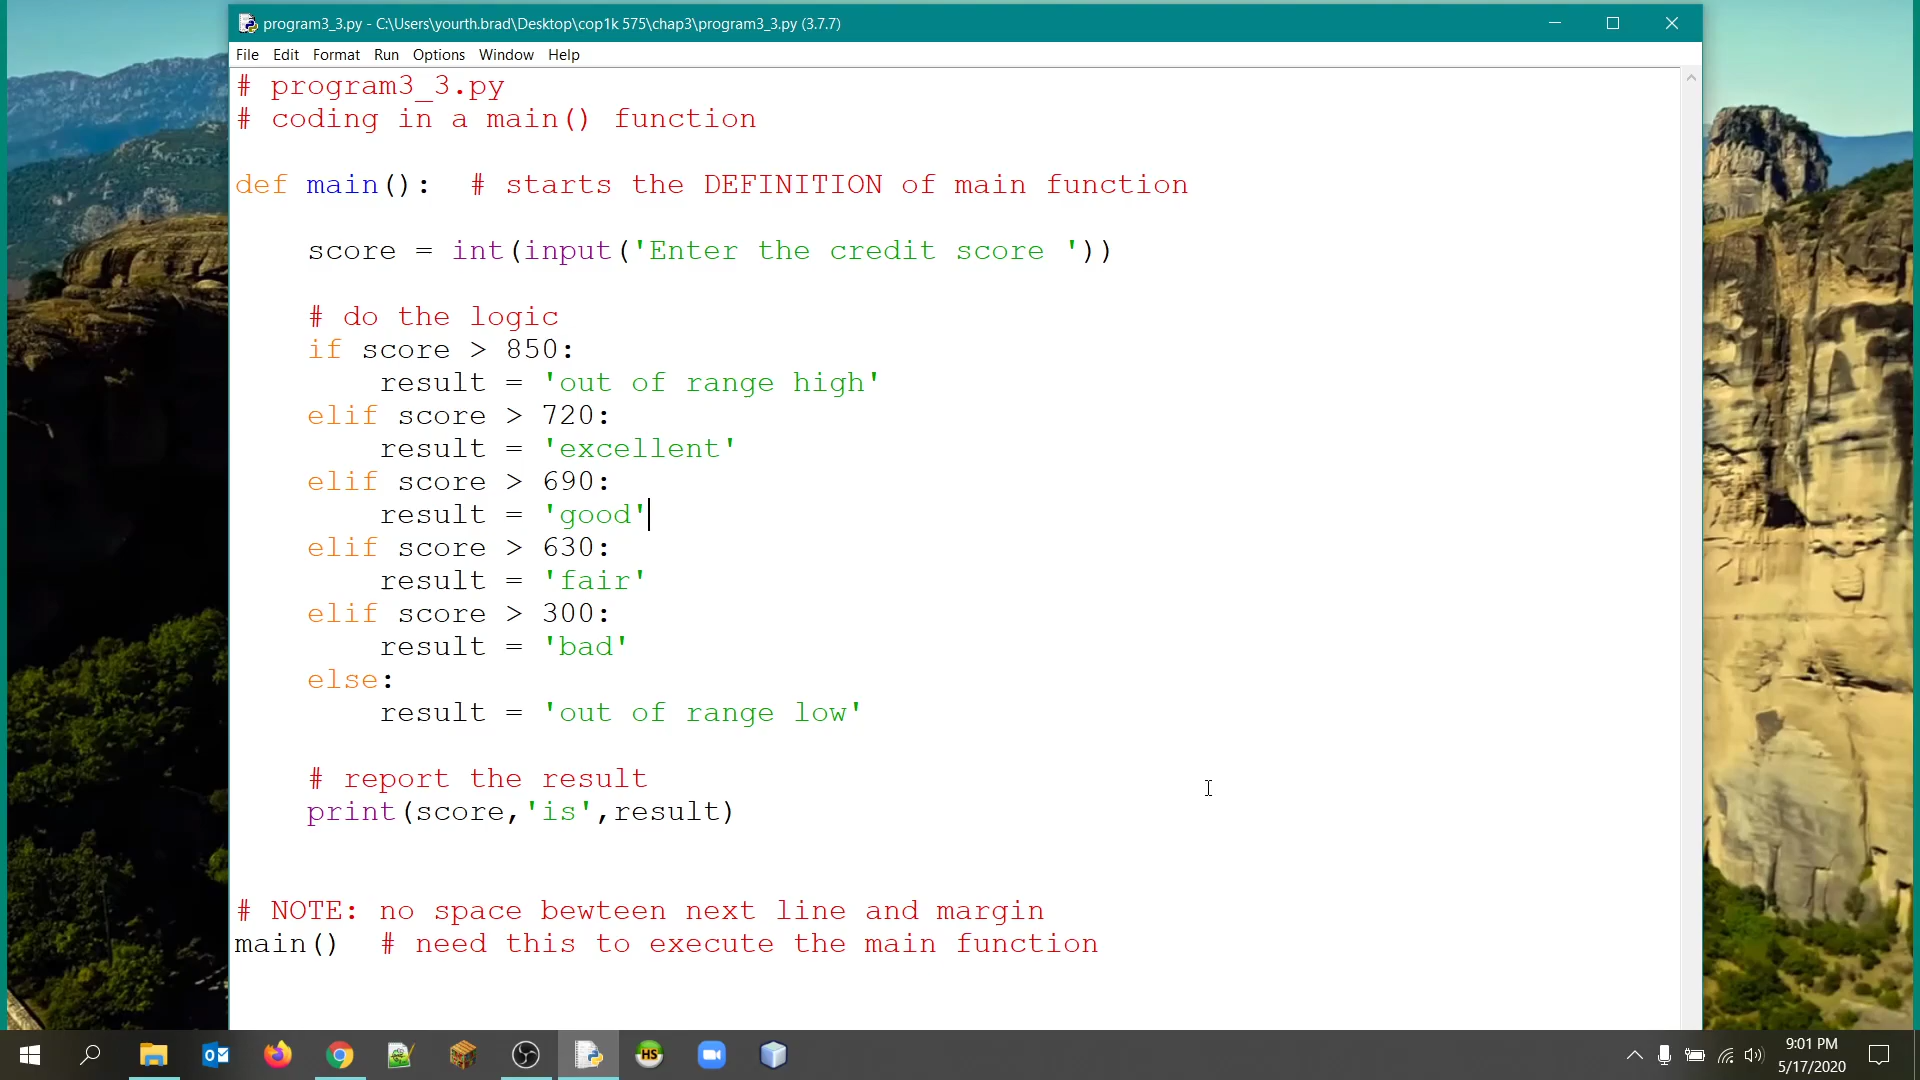 program3_3.py - C:\Users\yourth.brad\Desktop\cop1k 575\chap3\program3_3.py (3.7.7)
File Edit Format Run Options Window Help
# program3_3.py
# coding in a main() function
def main():  # starts the DEFINITION of main function
    score = int(input('Enter the credit score '))
    # do the logic
    if score > 850:
        result = 'out of range high'
    elif score > 720:
        result = 'excellent'
    elif score > 690:
        result = 'good'
    elif score > 630:
        result = 'fair'
    elif score > 300:
        result = 'bad'
    else:
        result = 'out of range low'
    # report the result
    print(score,'is',result)
# NOTE: no space bewteen next line and margin
main()  # need this to execute the main function
HS
9:01 PM
5/17/2020